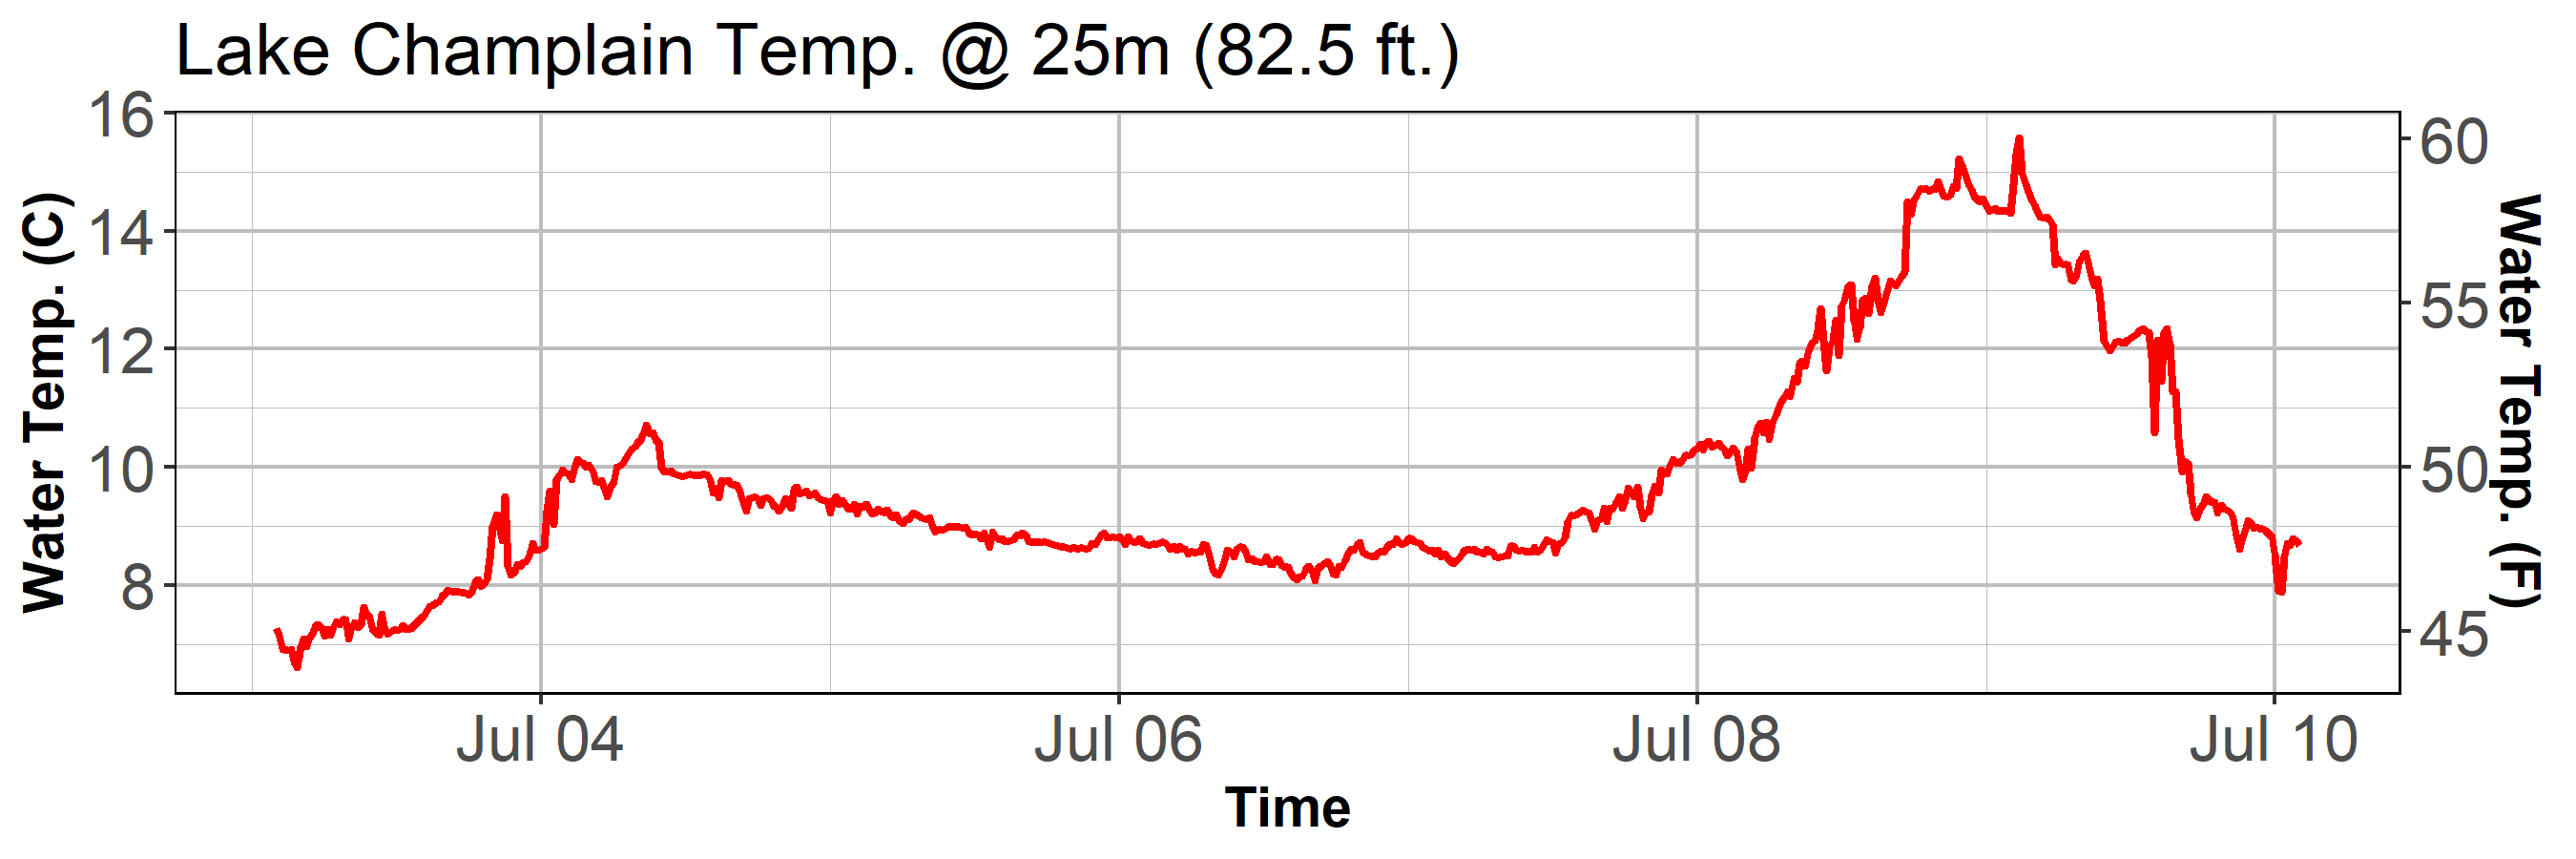 Lake Champlain Temp. @ 25m (82.5 ft.)
Water Temp. (C)
16
14
12
10
8
60
55
50
45
Water Temp. (F)
Jul 04 Jul 06 Jul 08 Jul 10
Time